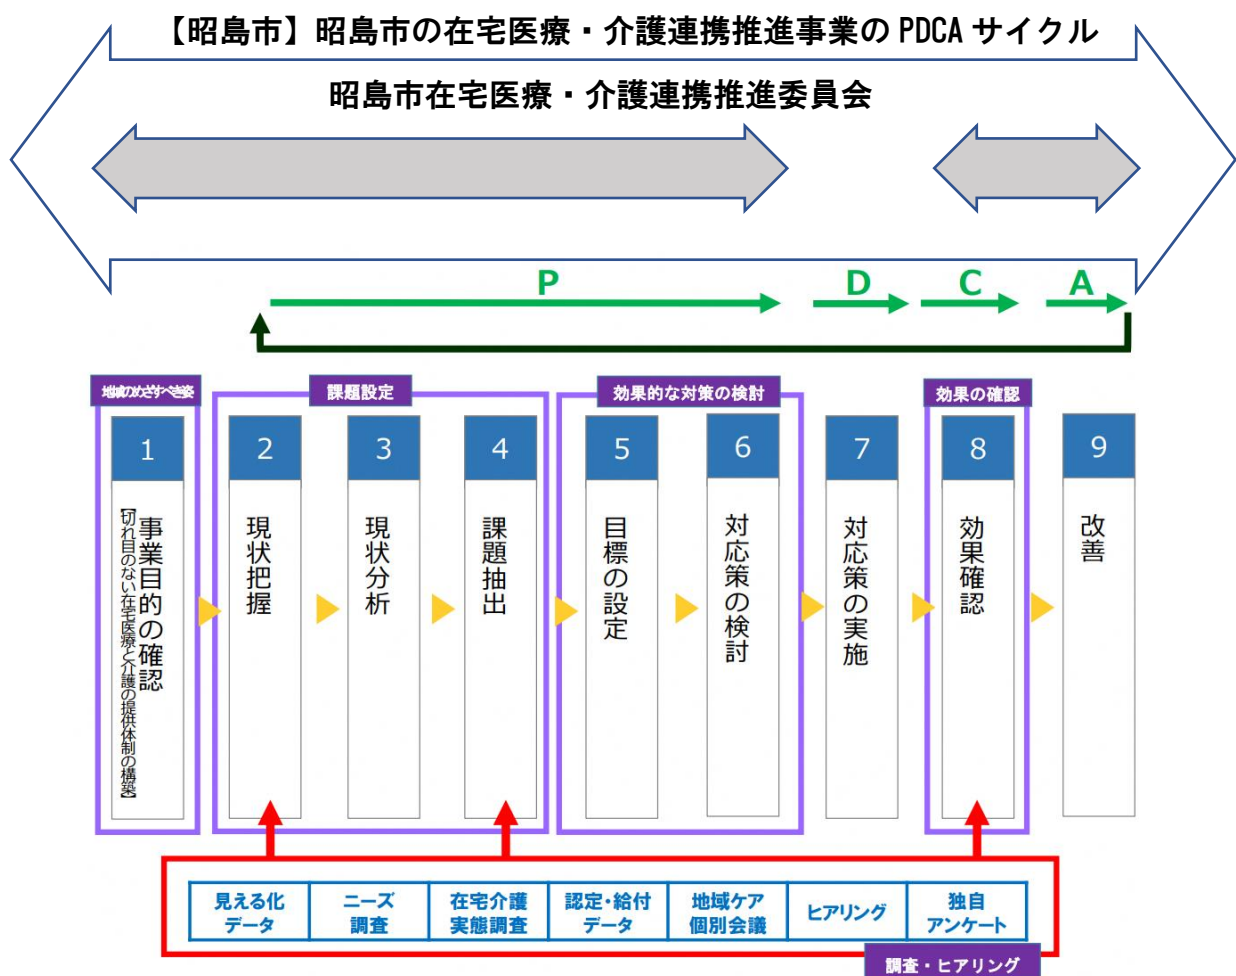 【昭島市】昭島市の在宅医療・介護連携推進事業の PDCA サイクル
昭島市在宅医療・介護連携推進委員会
P
D
C
A
地域のめざすべき姿
課題設定
効果的な対策の検討
効果の確認
1
事業目的の確認
【切れ目のない在宅医療と介護の提供体制の構築】
2
現状把握
3
現状分析
4
課題抽出
5
目標の設定
6
対応策の検討
7
対応策の実施
8
効果確認
9
改善
見える化
データ
ニーズ
調査
在宅介護
実態調査
認定・給付
データ
地域ケア
個別会議
ヒアリング
独自
アンケート
調査・ヒアリング